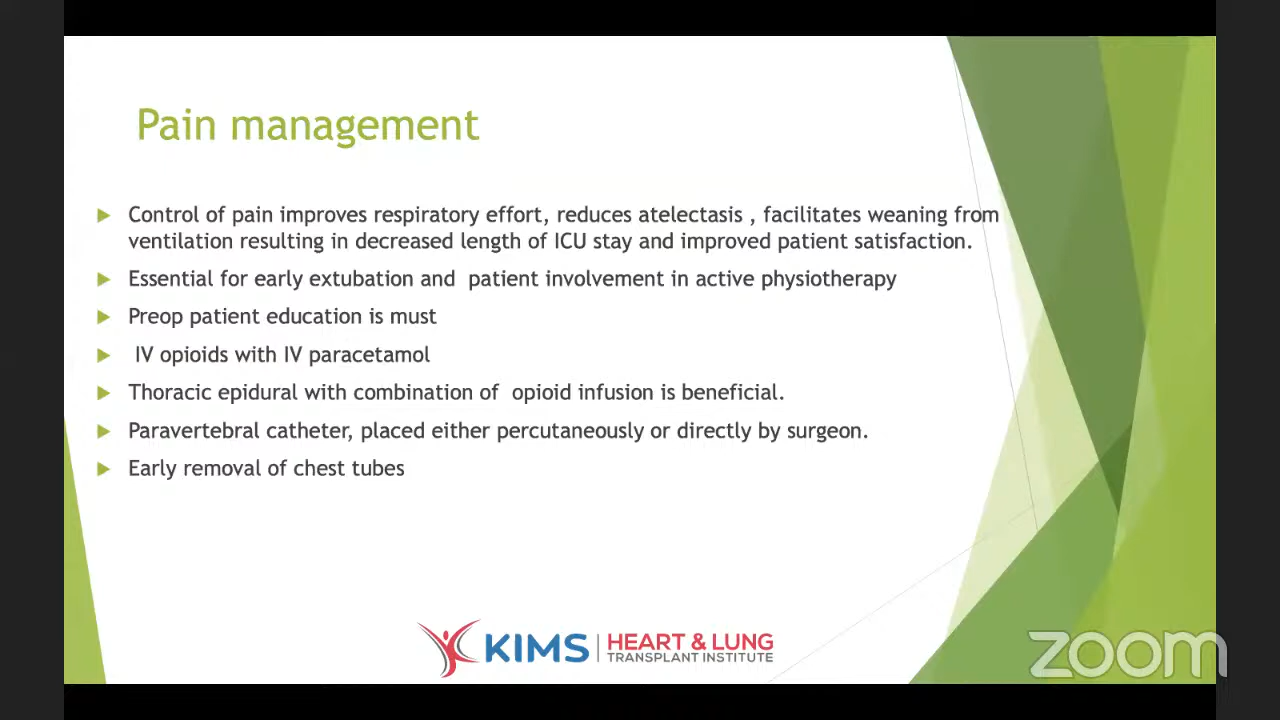 Pain management
Control of pain improves respiratory effort, reduces atelectasis , facilitates weaning from
ventilation resulting in decreased length of ICU stay and improved patient satisfaction.
Essential for early extubation and  patient involvement in active physiotherapy
Preop patient education is must
IV opioids with IV paracetamol
Thoracic epidural with combination of  opioid infusion is beneficial.
Paravertebral catheter, placed either percutaneously or directly by surgeon.
Early removal of chest tubes
KIMS HEART & LUNG
TRANSPLANT INSTITUTE
zoom